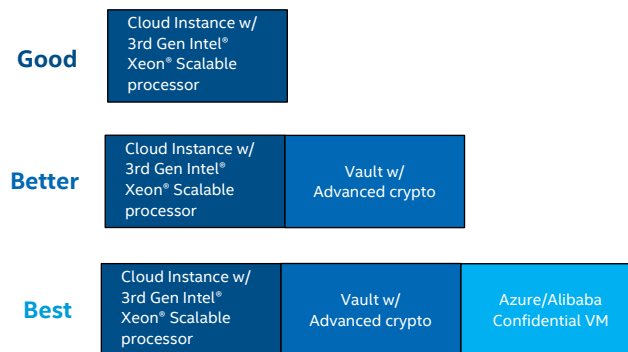 Good
Cloud Instance w/
3rd Gen Intel®
Xeon® Scalable
processor
Better
Cloud Instance w/
3rd Gen Intel®
Xeon® Scalable
processor
Vault w/
Advanced crypto
Best
Cloud Instance w/
3rd Gen Intel®
Xeon® Scalable
processor
Vault w/
Advanced crypto
Azure/Alibaba
Confidential VM